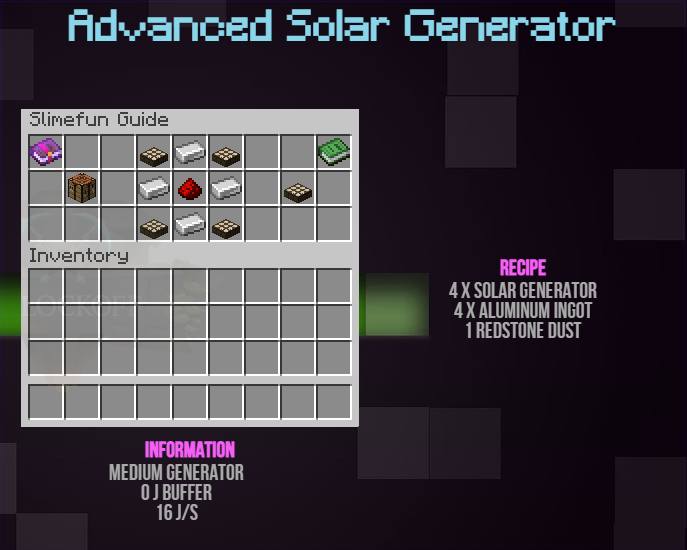 Advanced Solar Generator
Slimefun Guide
Inventory
LOCKOFF
RECIPE
4 X SOLAR GENERATOR
4 X ALUMINUM INGOT
1 REDSTONE DUST
INFORMATION
MEDIUM GENERATOR
0 J BUFFER
16 J/S